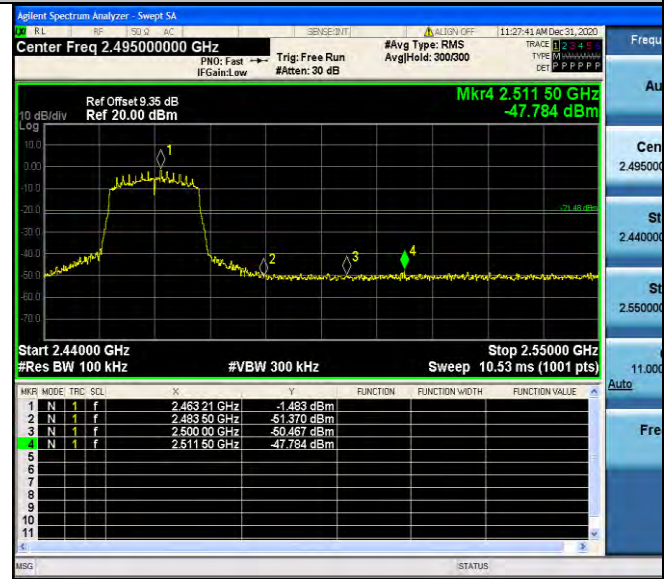 Agilent Spectrum Analyzer - Swept SA
RL RF 50 Ω AC SENSE:INT ALIGN OFF 11:27:41 AM Dec 31, 2020
Center Freq 2.495000000 GHz #Avg Type: RMS TRACE 1 2 3 4 5 6
PNO: Fast Trig: Free Run Avg|Hold: 300/300 TYPE M
IFGain:Low #Atten: 30 dB DET P P P P P P
Frequ
Mkr4 2.511 50 GHz
-47.784 dBm
Ref Offset 9.35 dB
10 dB/div Ref 20.00 dBm
Log
10.0
0.00
-10.0
-20.0
-30.0
-40.0
-50.0
-60.0
-70.0
1
2
3
4
Au
Cen
2.495000
St
2.440000
St
2.550000
11.000
Auto
Fre
Start 2.44000 GHz Stop 2.55000 GHz
#Res BW 100 kHz #VBW 300 kHz Sweep 10.53 ms (1001 pts)
MKR MODE TRC SCL X Y FUNCTION FUNCTION WIDTH FUNCTION VALUE
1 N 1 f 2.463 21 GHz -1.483 dBm
2 N 1 f 2.483 50 GHz -51.370 dBm
3 N 1 f 2.500 00 GHz -50.467 dBm
4 N 1 f 2.511 50 GHz -47.784 dBm
5
6
7
8
9
10
11
MSG STATUS